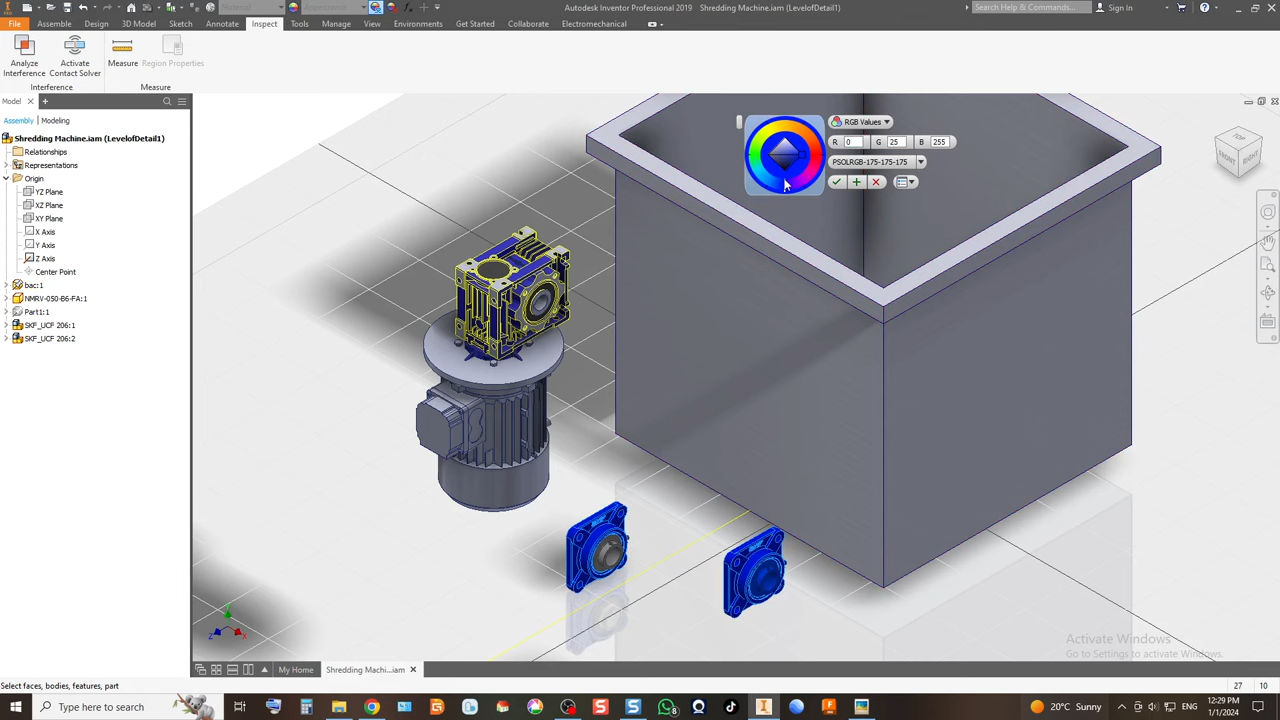 Material
Appearance
Autodesk Inventor Professional 2019 Shredding Machine.iam (LevelofDetail1)
Search Help & Commands...
Sign In
File Assemble Design 3D Model Sketch Annotate Inspect Tools Manage View Environments Get Started Collaborate Electromechanical
Analyze Interference
Activate Contact Solver
Measure
Region Properties
Interference
Measure
Model
Assembly Modeling
Shredding Machine.iam (LevelofDetail1)
Relationships
Representations
Origin
YZ Plane
XZ Plane
XY Plane
X Axis
Y Axis
Z Axis
Center Point
bac:1
NMRV-050-B6-FA:1
Part1:1
SKF_UCF 206:1
SKF_UCF 206:2
RGB Values
R 0 G 25 B 255
PSOLRGB-175-175-175
TOP
FRONT
RIGHT
Y
Z
X
Activate Windows
Go to Settings to activate Windows.
My Home
Shredding Machi...iam
Select faces, bodies, features, part
27 10
Type here to search
20°C Sunny
ENG
12:29 PM
1/1/2024